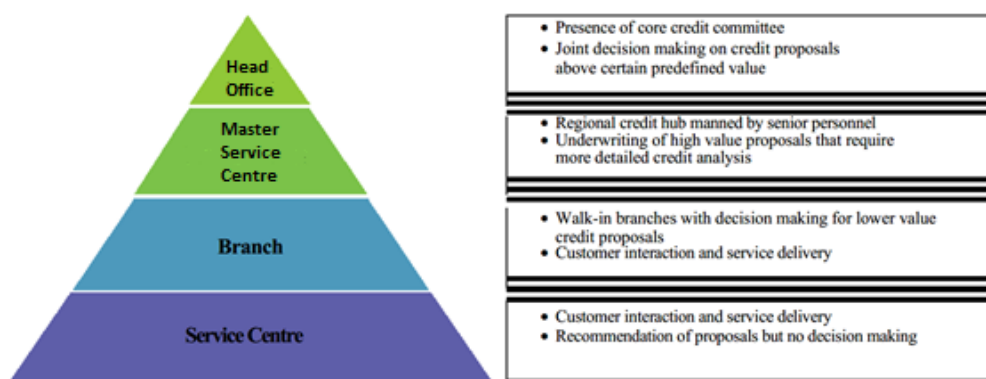 Head
Office
• Presence of core credit committee
• Joint decision making on credit proposals
above certain predefined value
Master
Service
Centre
• Regional credit hub manned by senior personnel
• Underwriting of high value proposals that require
more detailed credit analysis
Branch
• Walk-in branches with decision making for lower value
credit proposals
• Customer interaction and service delivery
Service Centre
• Customer interaction and service delivery
• Recommendation of proposals but no decision making